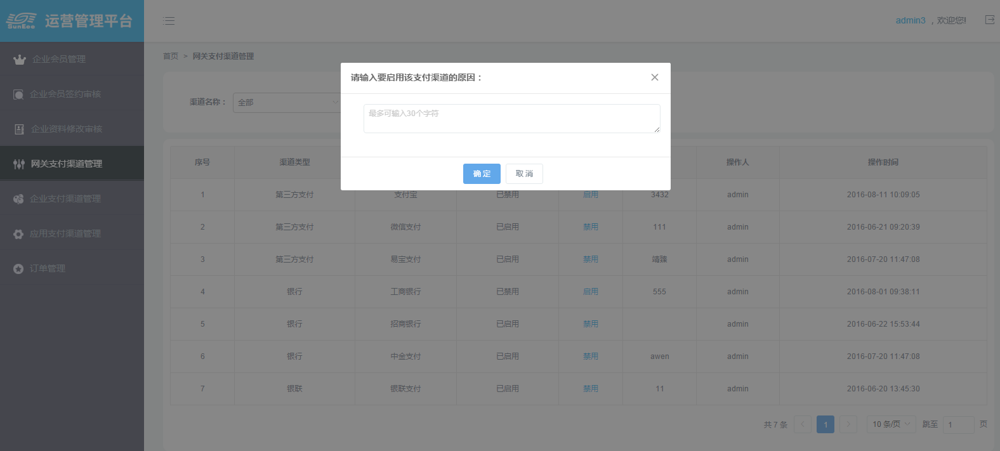 SunEee 运营管理平台
admin3 ，欢迎您!
企业会员管理
企业会员签约审核
企业资料修改审核
网关支付渠道管理
企业支付渠道管理
应用支付渠道管理
订单管理
首页 > 网关支付渠道管理
渠道名称： 全部
请输入要启用该支付渠道的原因：
最多可输入30个字符
确 定 取 消
序号 渠道类型 操作人 操作时间
1 第三方支付 支付宝 已禁用 启用 3432 admin 2016-08-11 10:09:05
2 第三方支付 微信支付 已启用 禁用 111 admin 2016-06-21 09:20:39
3 第三方支付 易宝支付 已启用 禁用 靖臻 admin 2016-07-20 11:47:08
4 银行 工商银行 已禁用 启用 555 admin 2016-08-01 09:38:11
5 银行 招商银行 已启用 禁用 admin 2016-06-22 15:53:44
6 银行 中金支付 已启用 禁用 awen admin 2016-07-20 11:47:08
7 银联 银联支付 已启用 禁用 11 admin 2016-06-20 13:45:30
共 7 条 < 1 > 10 条/页 跳至 1 页